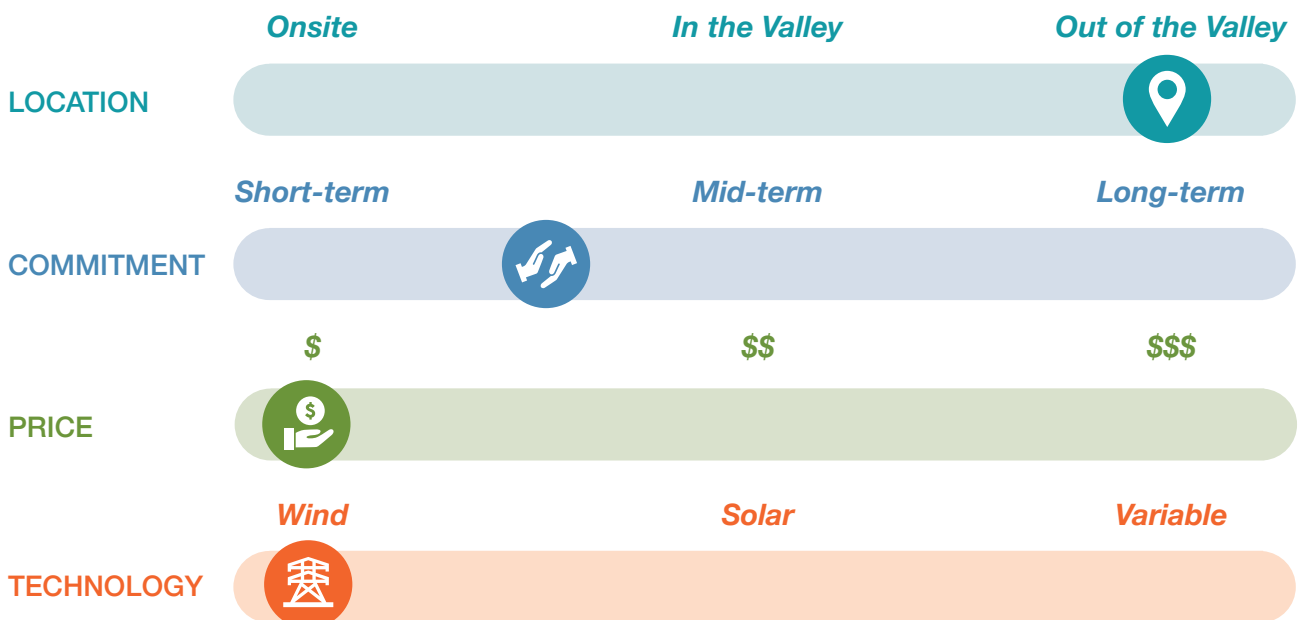 Onsite In the Valley Out of the Valley
LOCATION
Short-term Mid-term Long-term
COMMITMENT
$ $$ $$$
$
PRICE
Wind Solar Variable
TECHNOLOGY